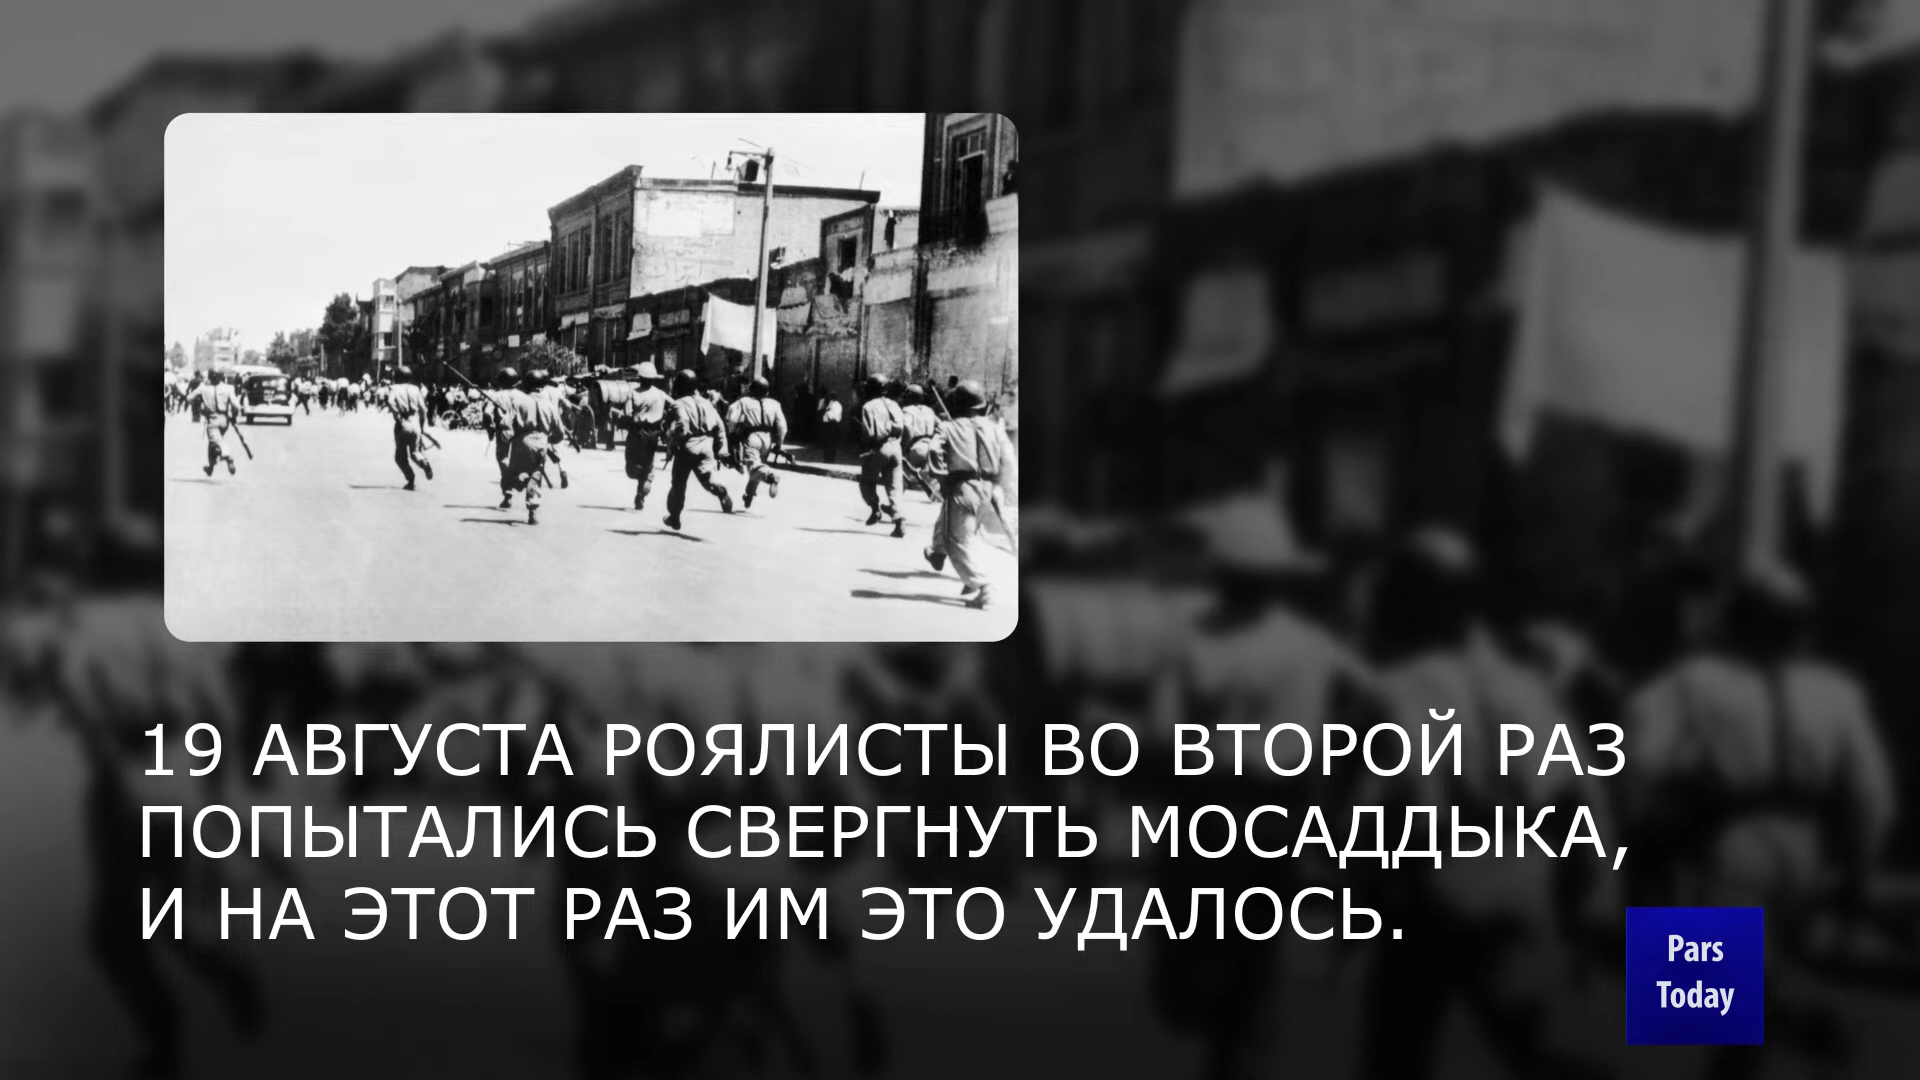 19 АВГУСТА РОЯЛИСТЫ ВО ВТОРОЙ РАЗ
ПОПЫТАЛИСЬ СВЕРГНУТЬ МОСАДДЫКА,
И НА ЭТОТ РАЗ ИМ ЭТО УДАЛОСЬ.
Pars
Today